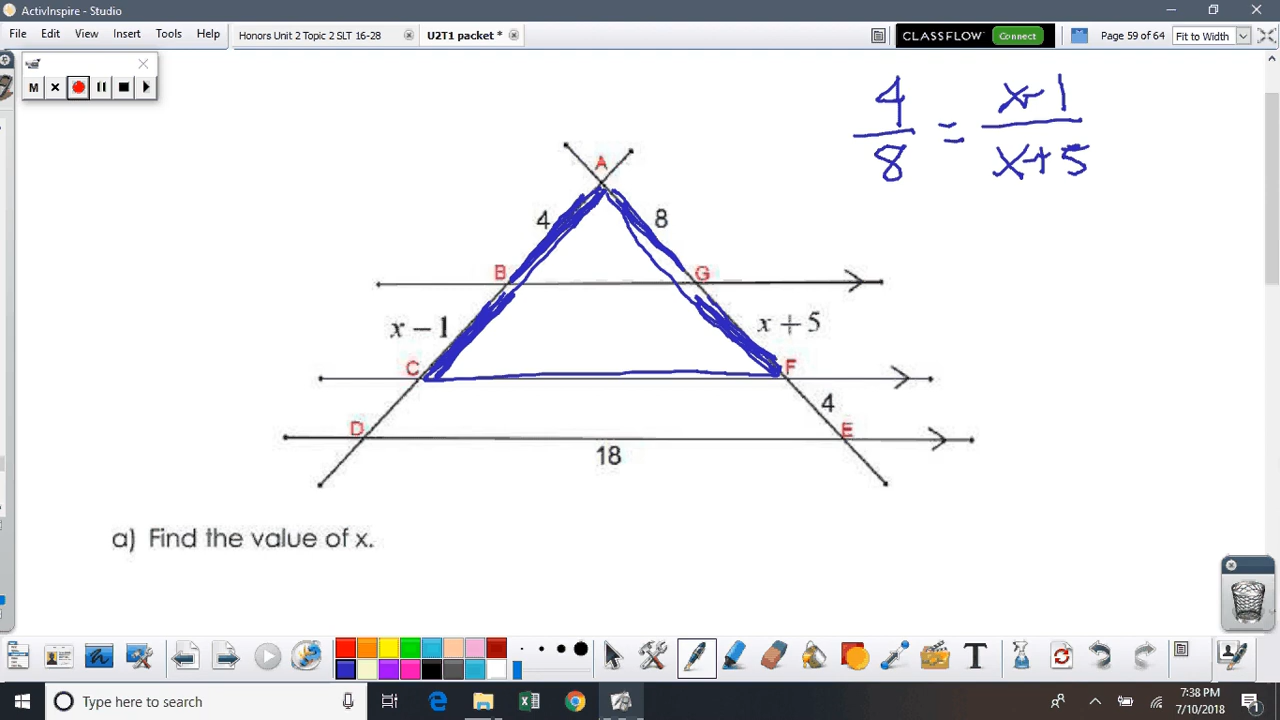 ActivInspire - Studio
File Edit View Insert Tools Help
Honors Unit 2 Topic 2 SLT 16-28
U2T1 packet *
CLASSFLOW Connect
Page 59 of 64
Fit to Width
M
4/8 = x-1/x+5
A
4
8
B
G
x − 1
x + 5
C
F
4
D
E
18
a) Find the value of x.
T
Type here to search
7:38 PM
7/10/2018
1